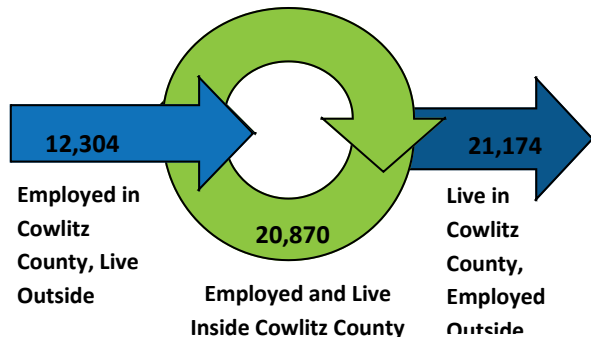 12,304
Employed in
Cowlitz
County, Live
Outside
20,870
Employed and Live
Inside Cowlitz County
21,174
Live in
Cowlitz
County,
Employed
Outside